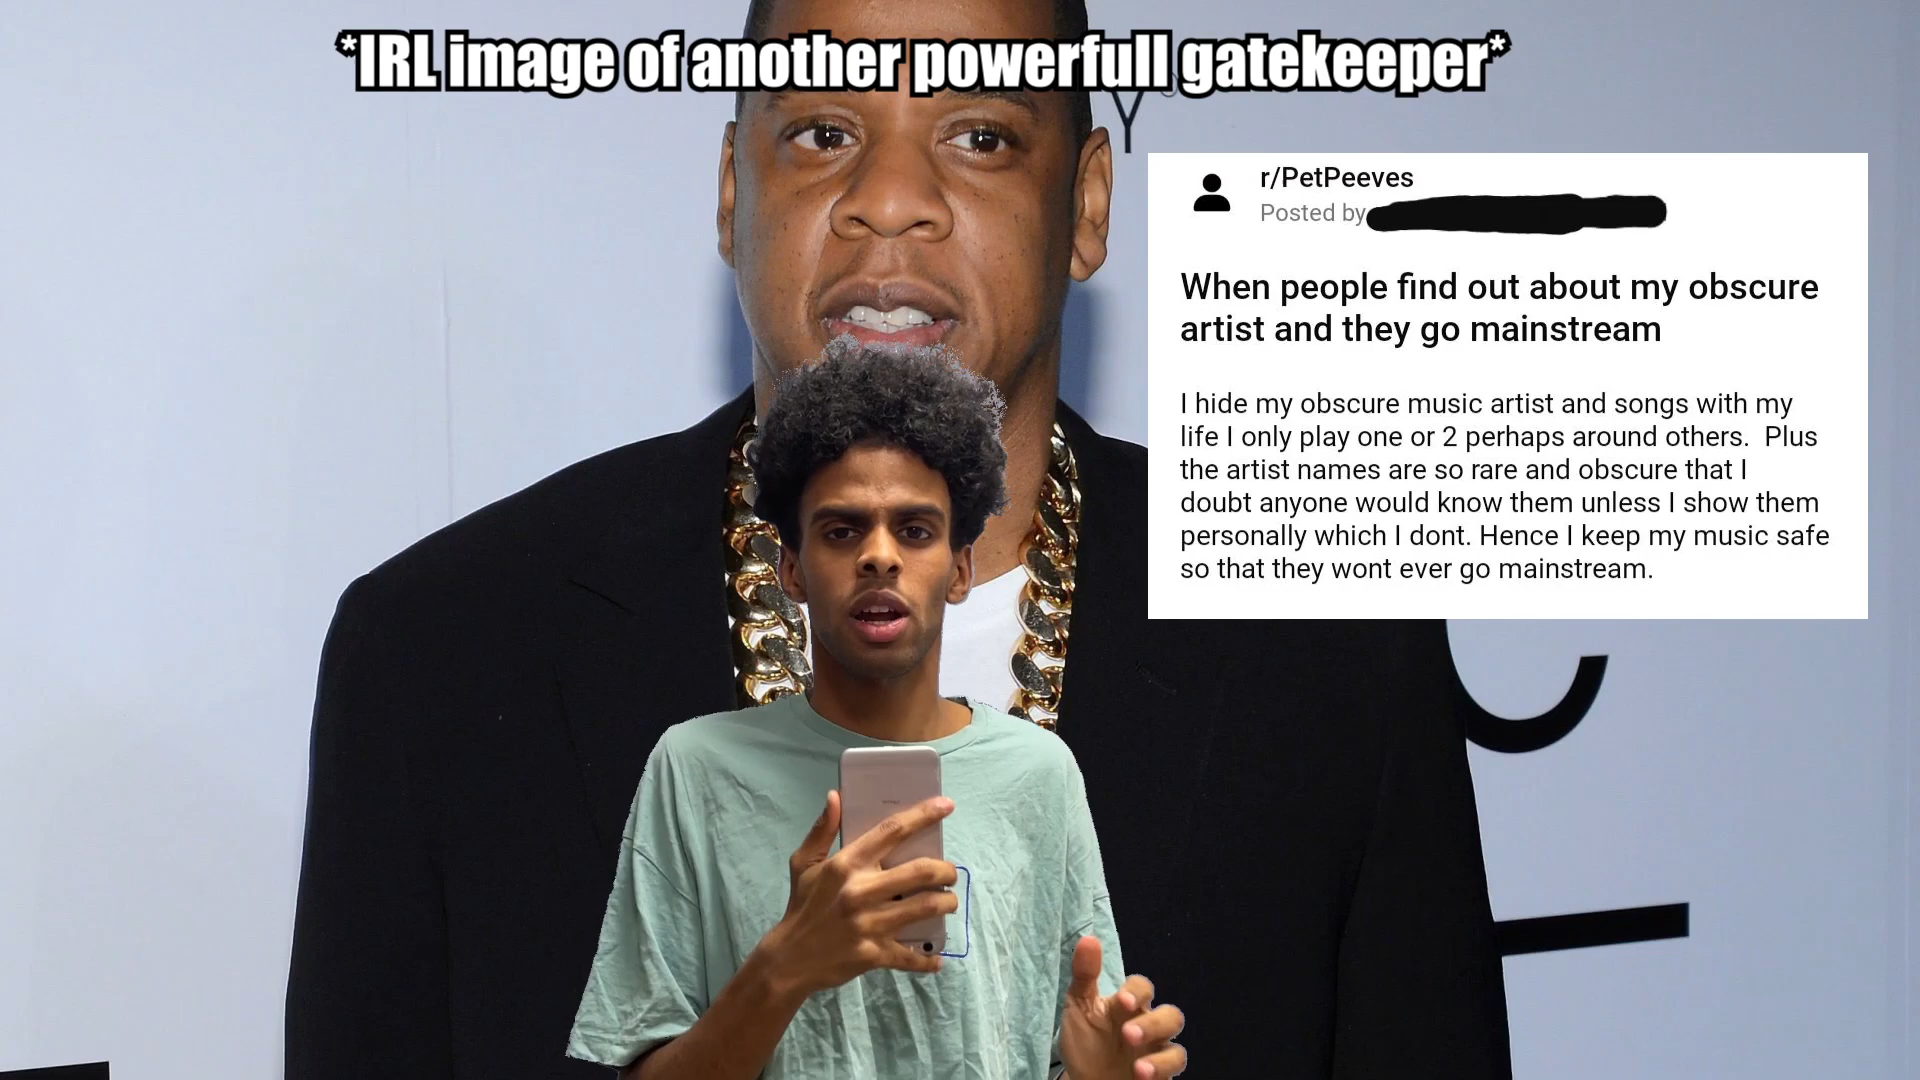 *IRL image of another powerfull gatekeeper*
Y
r/PetPeeves
Posted by
When people find out about my obscure
artist and they go mainstream
I hide my obscure music artist and songs with my
life I only play one or 2 perhaps around others.  Plus
the artist names are so rare and obscure that I
doubt anyone would know them unless I show them
personally which I dont. Hence I keep my music safe
so that they wont ever go mainstream.